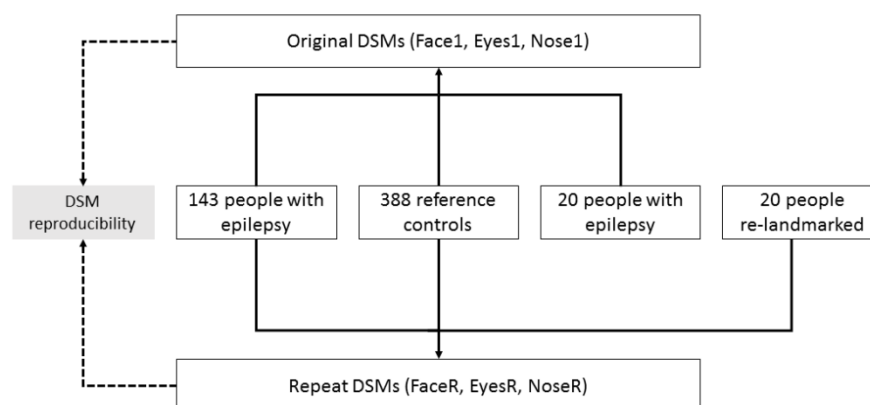 Original DSMs (Face1, Eyes1, Nose1)
DSM
reproducibility
143 people with
epilepsy
388 reference
controls
20 people with
epilepsy
20 people
re-landmarked
Repeat DSMs (FaceR, EyesR, NoseR)